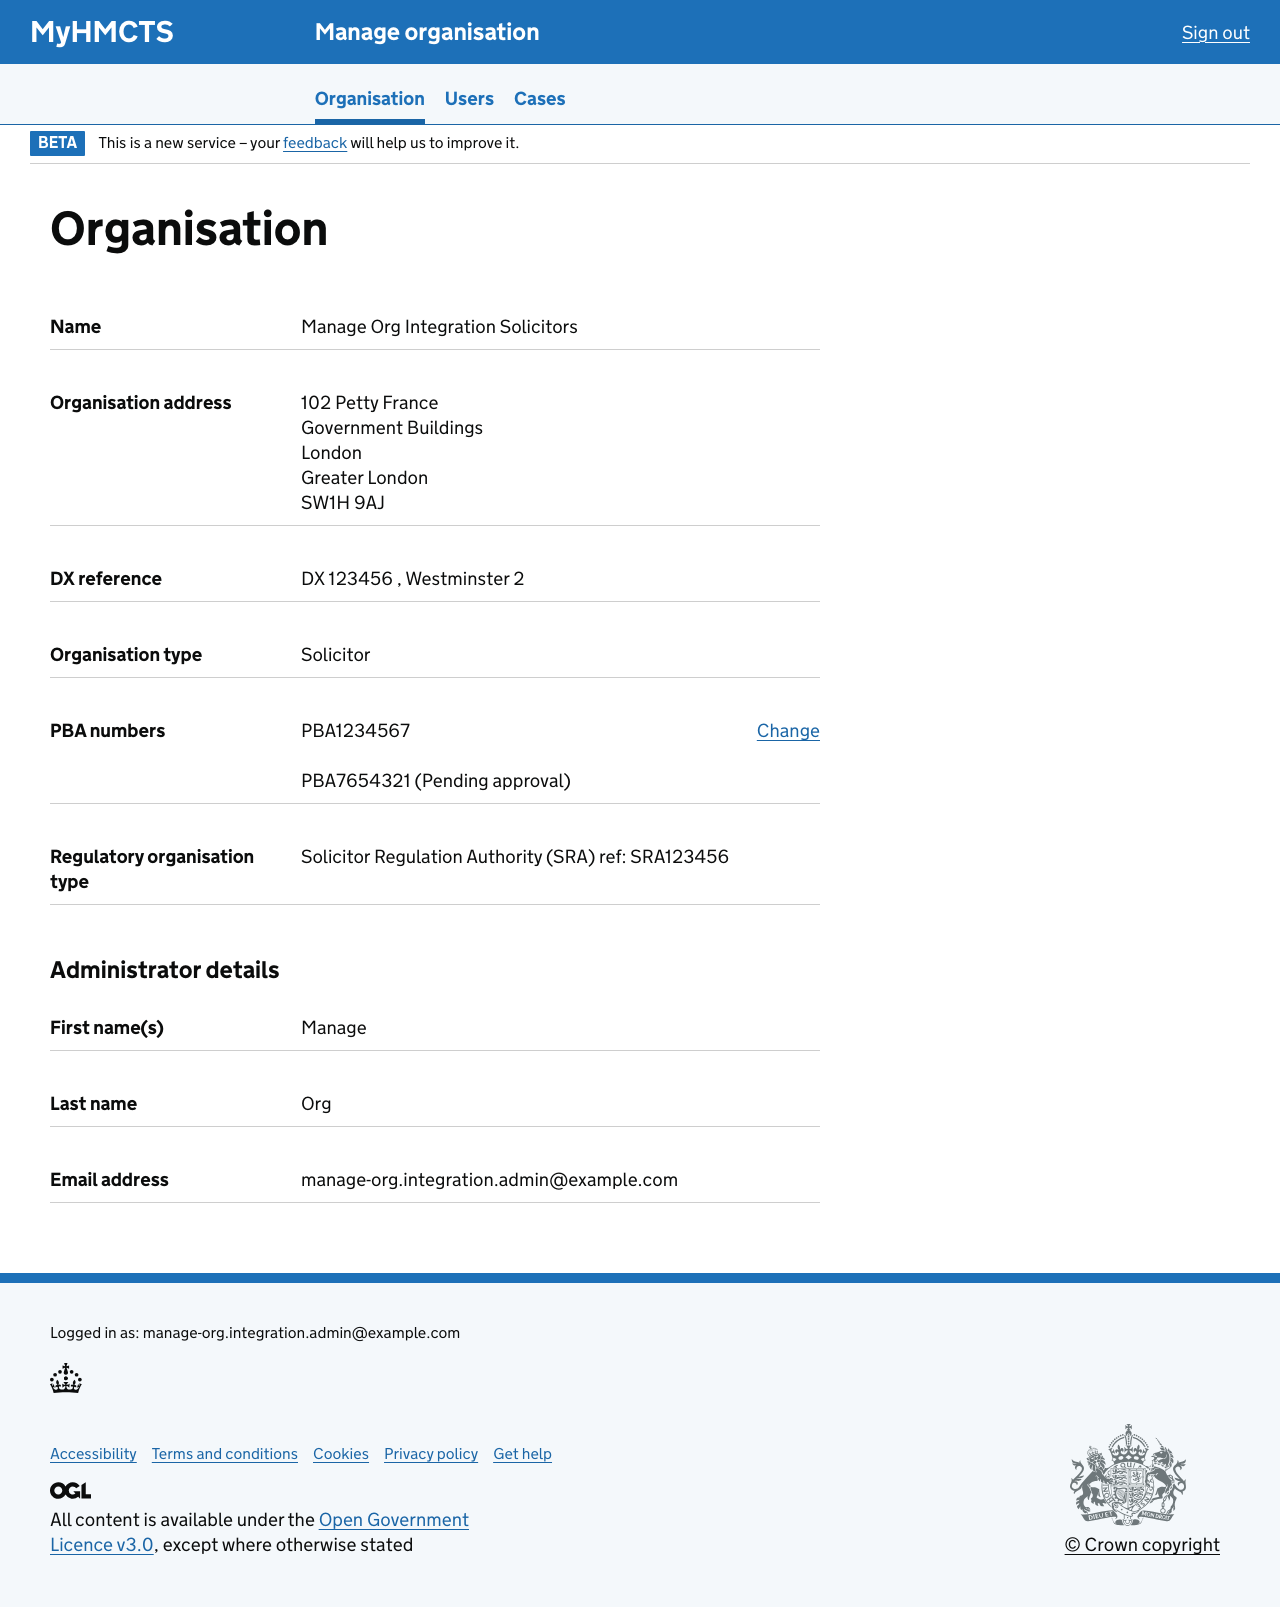 MyHMCTS
Manage organisation
Sign out
Organisation Users Cases
BETA This is a new service – your feedback will help us to improve it.
Organisation
Name Manage Org Integration Solicitors
Organisation address 102 Petty France
Government Buildings
London
Greater London
SW1H 9AJ
DX reference DX 123456 , Westminster 2
Organisation type Solicitor
PBA numbers PBA1234567 Change
PBA7654321 (Pending approval)
Regulatory organisation Solicitor Regulation Authority (SRA) ref: SRA123456
type
Administrator details
First name(s) Manage
Last name Org
Email address manage-org.integration.admin@example.com
Logged in as: manage-org.integration.admin@example.com
Accessibility Terms and conditions Cookies Privacy policy Get help
OGL
All content is available under the Open Government
Licence v3.0, except where otherwise stated
© Crown copyright